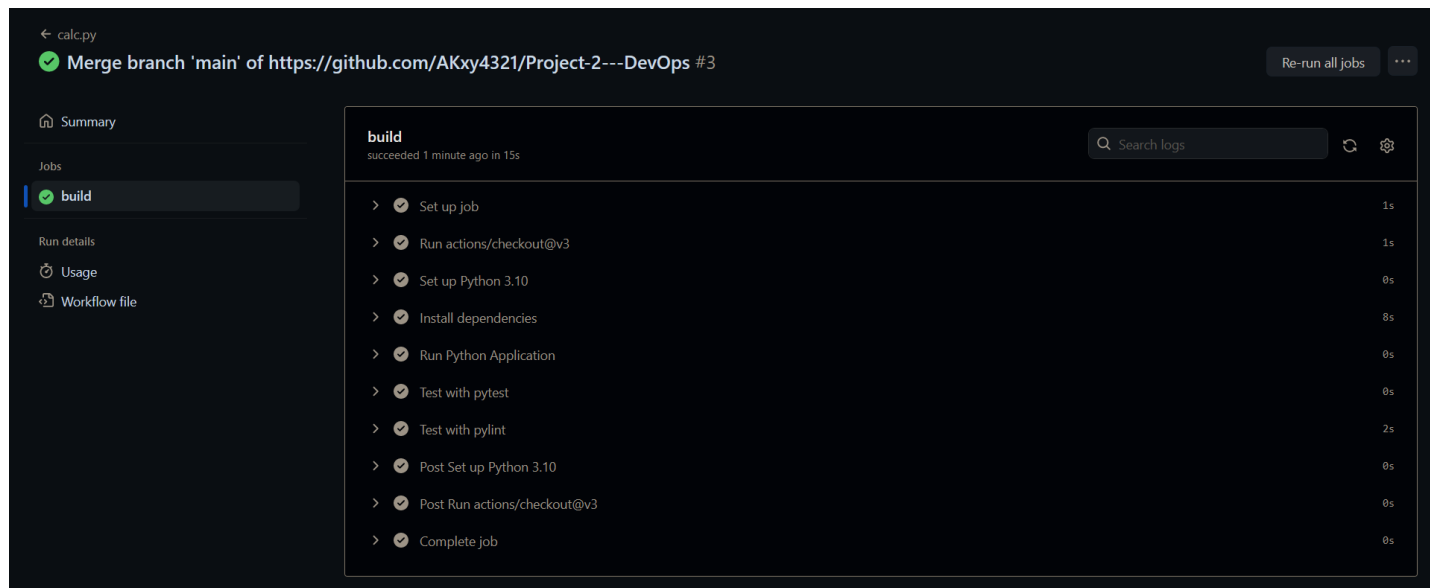 calc.py
Merge branch 'main' of https://github.com/AKxy4321/Project-2---DevOps #3
Re-run all jobs
Summary
Jobs
build
Run details
Usage
Workflow file
build
succeeded 1 minute ago in 15s
Search logs
Set up job 1s
Run actions/checkout@v3 1s
Set up Python 3.10 0s
Install dependencies 8s
Run Python Application 0s
Test with pytest 0s
Test with pylint 2s
Post Set up Python 3.10 0s
Post Run actions/checkout@v3 0s
Complete job 0s